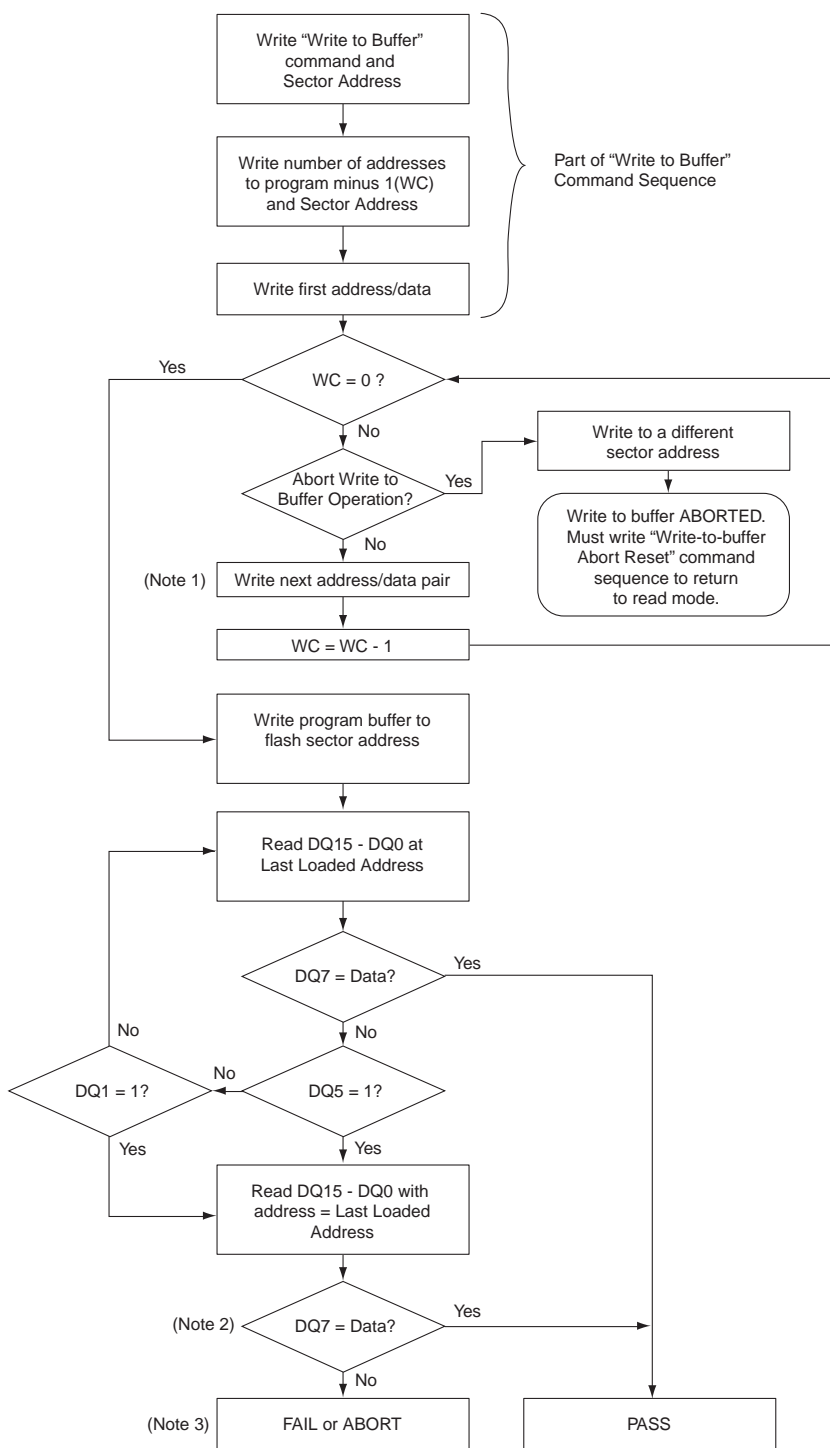 Write “Write to Buffer”
command and
Sector Address
Write number of addresses
to program minus 1(WC)
and Sector Address
Part of “Write to Buffer”
Command Sequence
Write first address/data
Yes
WC = 0 ?
No
Write to a different
sector address
Abort Write to
Buffer Operation?
Yes
No
Write to buffer ABORTED.
Must write “Write-to-buffer
Abort Reset” command
sequence to return
to read mode.
(Note 1)
Write next address/data pair
WC = WC - 1
Write program buffer to
flash sector address
Read DQ15 - DQ0 at
Last Loaded Address
DQ7 = Data?
Yes
No
No
No
DQ1 = 1?
DQ5 = 1?
Yes
Yes
Read DQ15 - DQ0 with
address = Last Loaded
Address
(Note 2)
DQ7 = Data?
Yes
No
(Note 3)
FAIL or ABORT
PASS